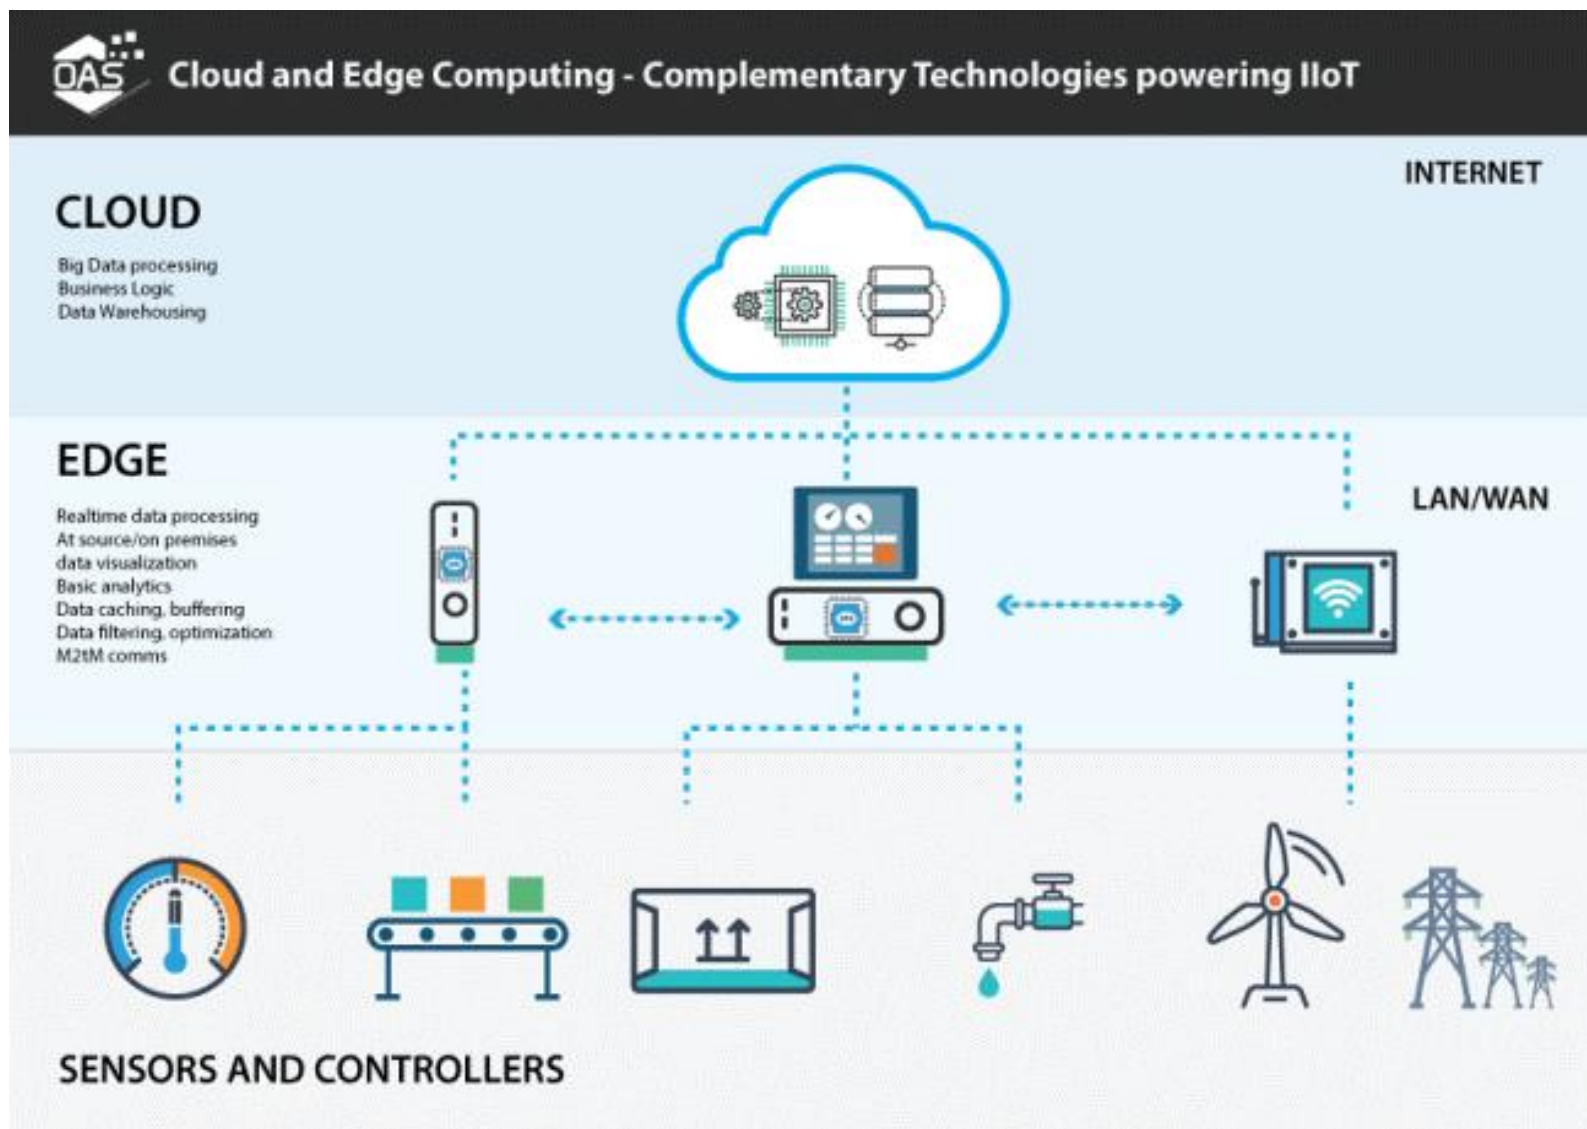 OAS
Cloud and Edge Computing - Complementary Technologies powering IIoT
INTERNET
CLOUD
Big Data processing
Business Logic
Data Warehousing
EDGE
LAN/WAN
Realtime data processing
At source/on premises
data visualization
Basic analytics
Data caching, buffering
Data filtering, optimization
M2tM comms
SENSORS AND CONTROLLERS